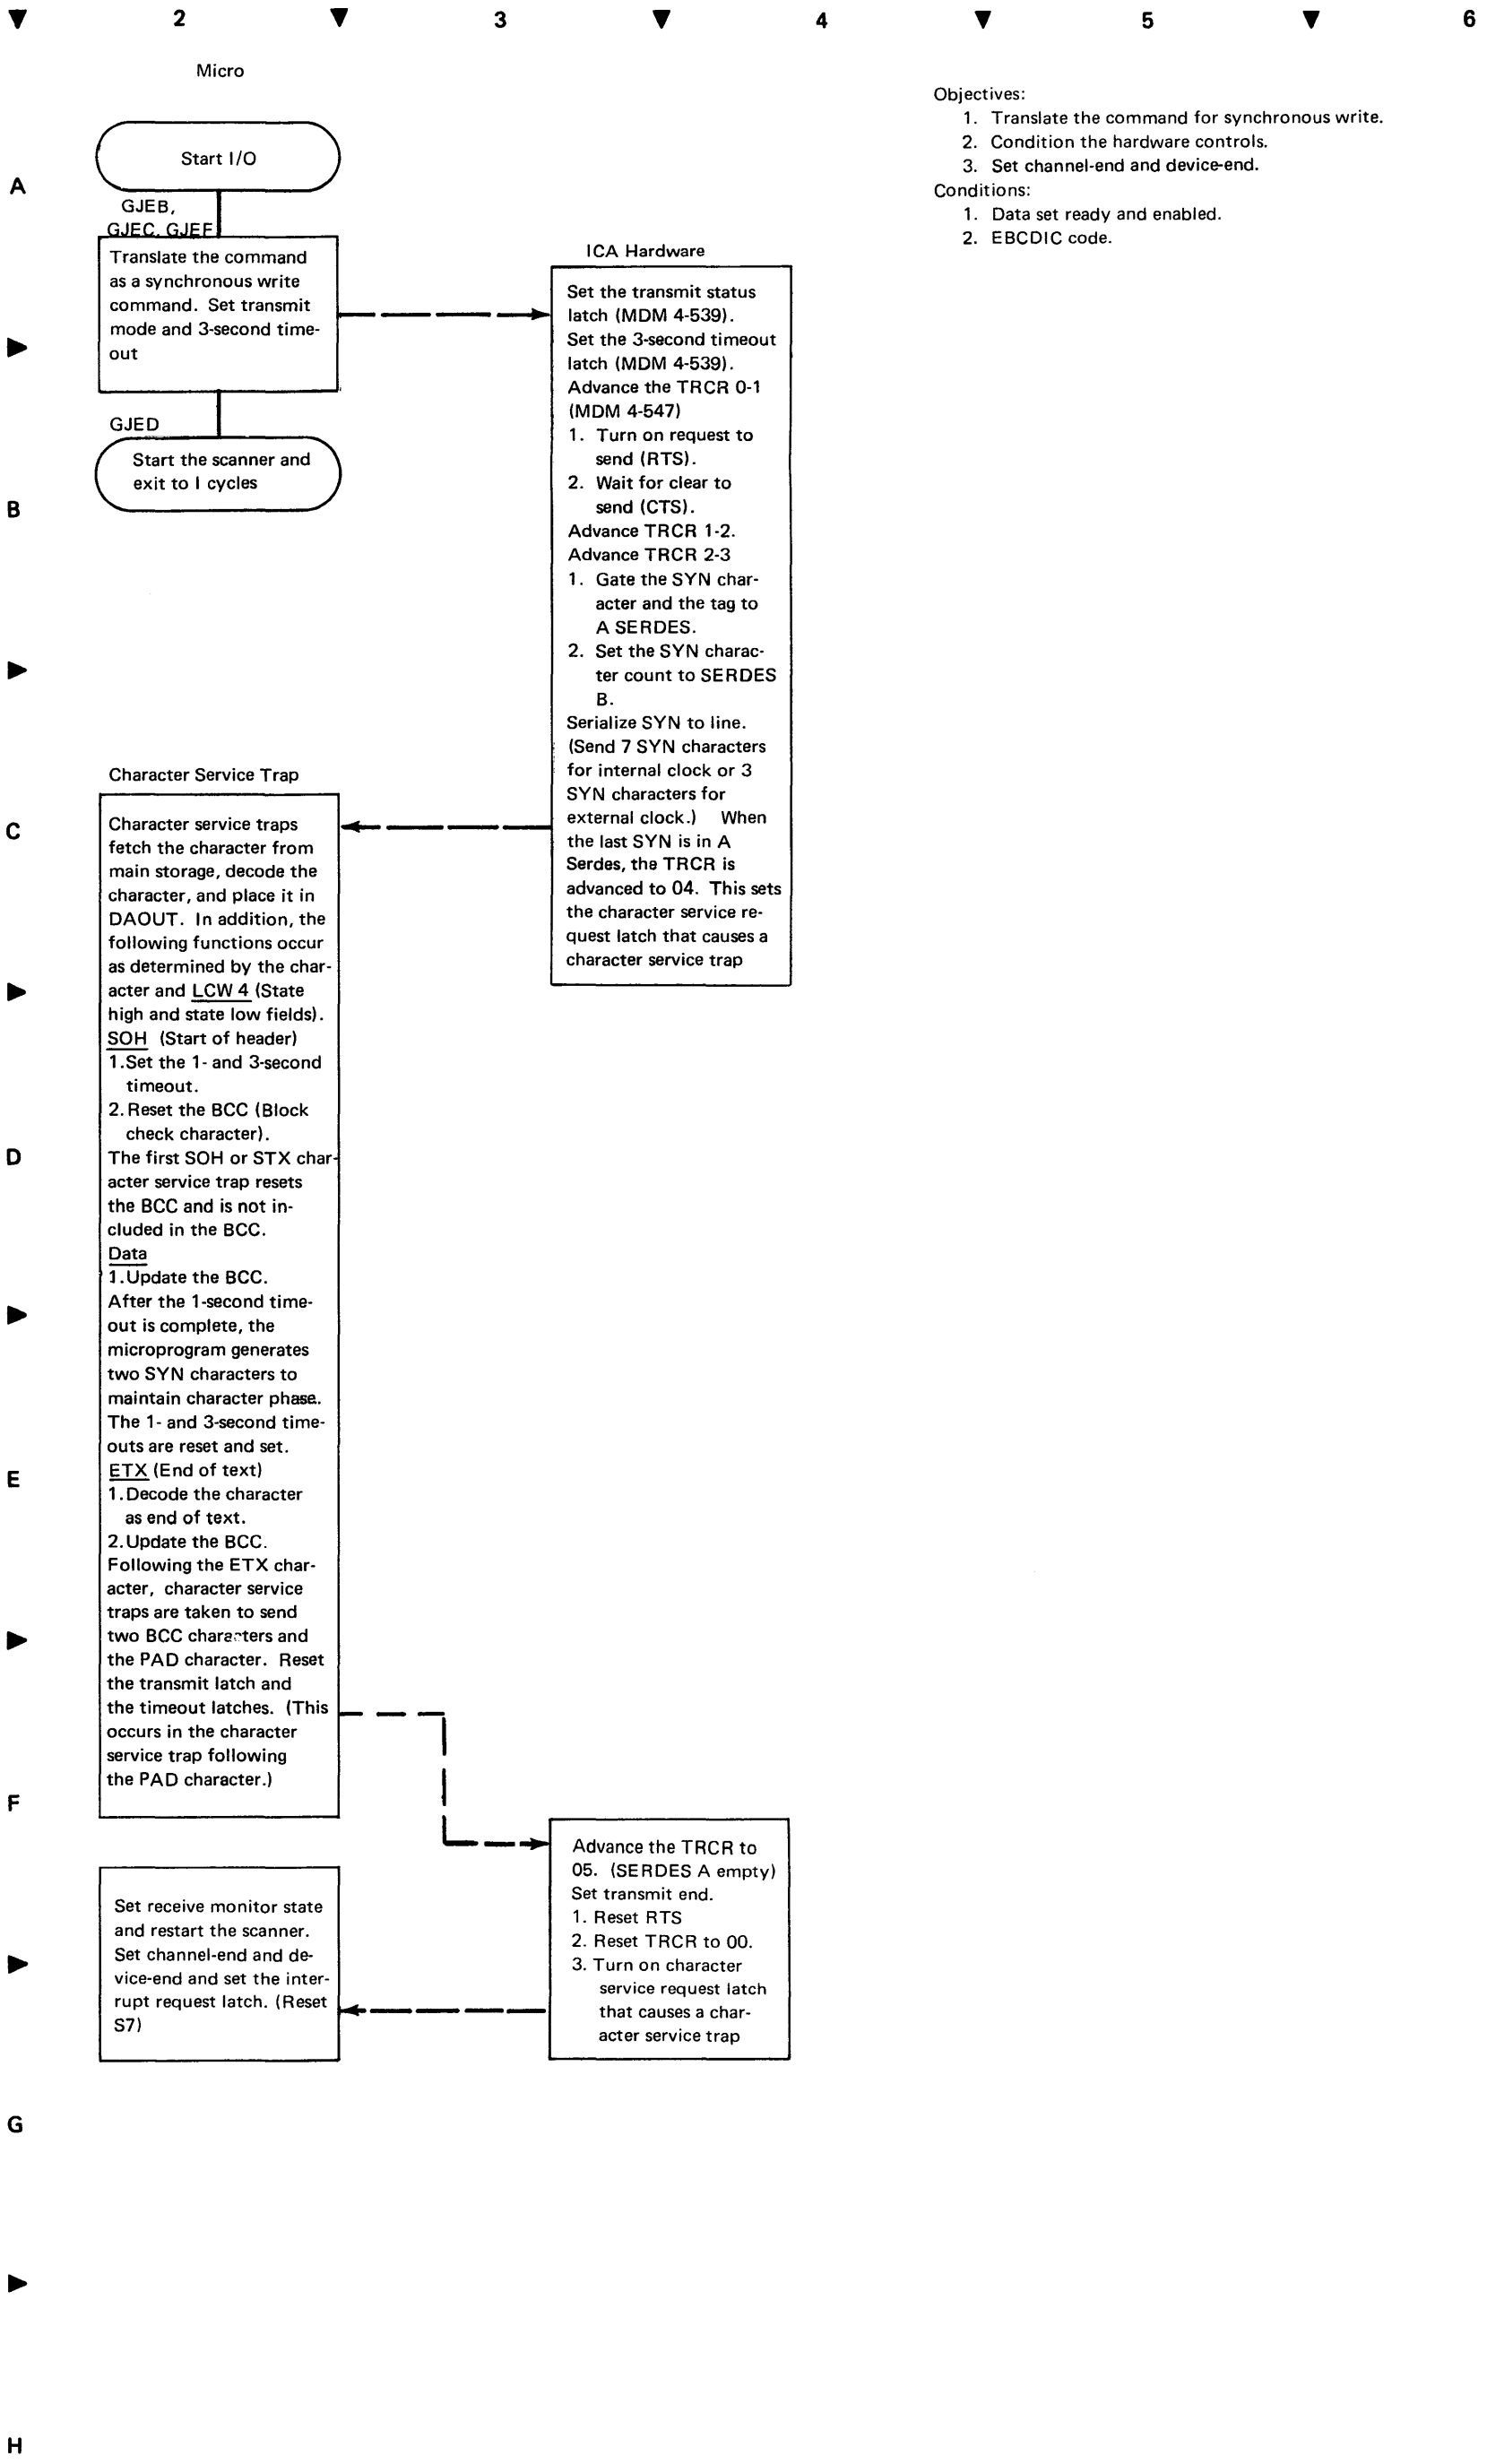 2 3 4 5 6
Micro
Objectives:
1. Translate the command for synchronous write.
2. Condition the hardware controls.
3. Set channel-end and device-end.
Conditions:
1. Data set ready and enabled.
2. EBCDIC code.
A
Start I/O
GJEB,
GJEC, GJEF
Translate the command
as a synchronous write
command. Set transmit
mode and 3-second time-
out
GJED
Start the scanner and
exit to I cycles
B
ICA Hardware
Set the transmit status
latch (MDM 4-539).
Set the 3-second timeout
latch (MDM 4-539).
Advance the TRCR 0-1
(MDM 4-547)
1. Turn on request to
send (RTS).
2. Wait for clear to
send (CTS).
Advance TRCR 1-2.
Advance TRCR 2-3
1. Gate the SYN char-
acter and the tag to
A SERDES.
2. Set the SYN charac-
ter count to SERDES
B.
Serialize SYN to line.
(Send 7 SYN characters
for internal clock or 3
SYN characters for
external clock.) When
the last SYN is in A
Serdes, the TRCR is
advanced to 04. This sets
the character service re-
quest latch that causes a
character service trap
Character Service Trap
C
Character service traps
fetch the character from
main storage, decode the
character, and place it in
DAOUT. In addition, the
following functions occur
as determined by the char-
acter and LCW 4 (State
high and state low fields).
SOH (Start of header)
1.Set the 1- and 3-second
timeout.
2. Reset the BCC (Block
check character).
D
The first SOH or STX char-
acter service trap resets
the BCC and is not in-
cluded in the BCC.
Data
1.Update the BCC.
After the 1-second time-
out is complete, the
microprogram generates
two SYN characters to
maintain character phase.
The 1- and 3-second time-
outs are reset and set.
E
ETX (End of text)
1.Decode the character
as end of text.
2.Update the BCC.
Following the ETX char-
acter, character service
traps are taken to send
two BCC characters and
the PAD character. Reset
the transmit latch and
the timeout latches. (This
occurs in the character
service trap following
the PAD character.)
F
Advance the TRCR to
05. (SERDES A empty)
Set transmit end.
1. Reset RTS
2. Reset TRCR to 00.
3. Turn on character
service request latch
that causes a char-
acter service trap
Set receive monitor state
and restart the scanner.
Set channel-end and de-
vice-end and set the inter-
rupt request latch. (Reset
S7)
G
H